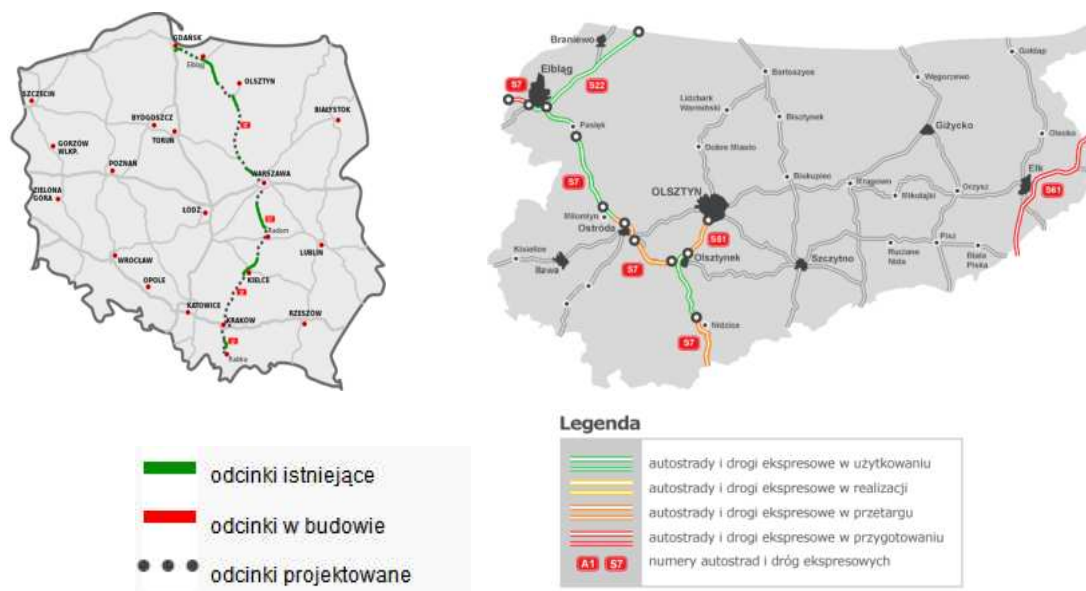 GDAŃSK
Elbląg
OLSZTYN
SZCZECIN
BIAŁYSTOK
BYDGOSZCZ
TORUŃ
GORZÓW
WLKP.
POZNAŃ
WARSZAWA
ZIELONA
GÓRA
ŁÓDŹ
Radom
LUBLIN
WROCŁAW
KIELCE
OPOLE
KATOWICE
KRAKÓW
RZESZÓW
Rabka
odcinki istniejące
odcinki w budowie
odcinki projektowane
Braniewo
Gołdap
Elbląg
S7
S22
Bartoszyce
Węgorzewo
Lidzbark
Warmiński
Bisztynek
Pasłęk
Giżycko
Olecko
Dobre Miasto
S7
OLSZTYN
Biskupiec
Mrągowo
Mikołajki
Orzysz
Ełk
S61
Miłomłyn
Ostróda
S51
Kisielice
Iława
S7
Olsztynek
Szczytno
Ruciane
Nida
Pisz
Biała
Piska
S7
Nidzica
Legenda
autostrady i drogi ekspresowe w użytkowaniu
autostrady i drogi ekspresowe w realizacji
autostrady i drogi ekspresowe w przetargu
autostrady i drogi ekspresowe w przygotowaniu
A1 S7 numery autostrad i dróg ekspresowych